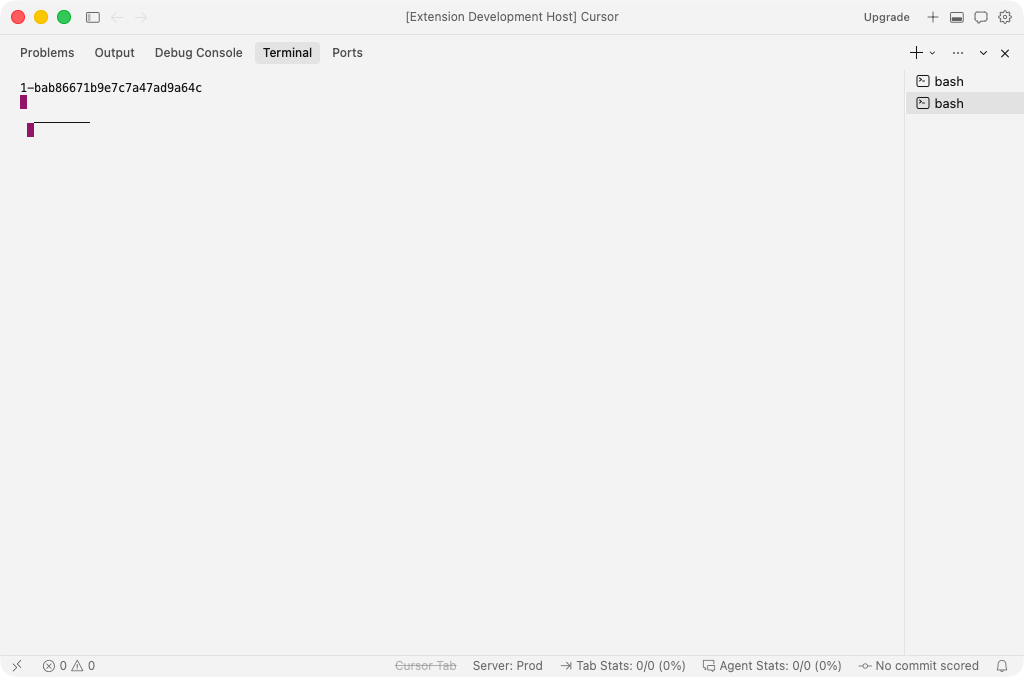 [Extension Development Host] Cursor
Upgrade
Problems Output Debug Console Terminal Ports
1-bab86671b9e7c7a47ad9a64c
bash
bash
0 0 Cursor Tab Server: Prod Tab Stats: 0/0 (0%) Agent Stats: 0/0 (0%) No commit scored